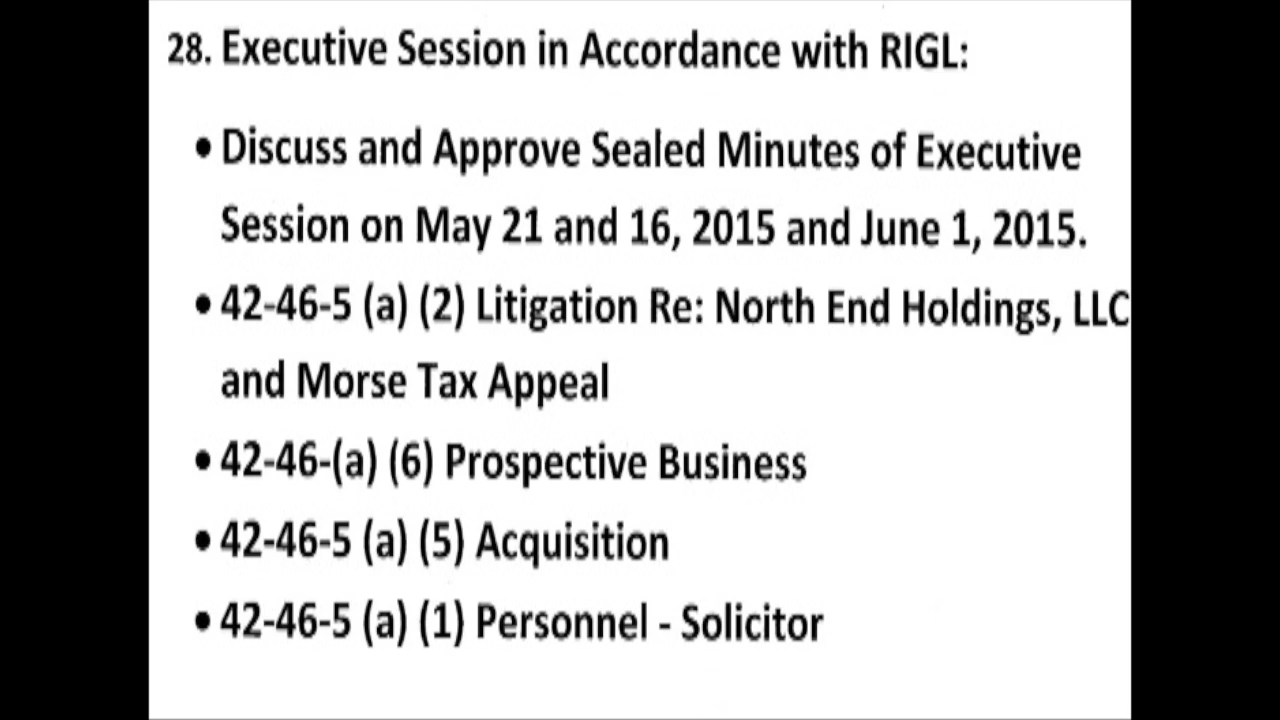 28. Executive Session in Accordance with RIGL:
• Discuss and Approve Sealed Minutes of Executive
Session on May 21 and 16, 2015 and June 1, 2015.
• 42-46-5 (a) (2) Litigation Re: North End Holdings, LLC
and Morse Tax Appeal
• 42-46-(a) (6) Prospective Business
• 42-46-5 (a) (5) Acquisition
• 42-46-5 (a) (1) Personnel - Solicitor